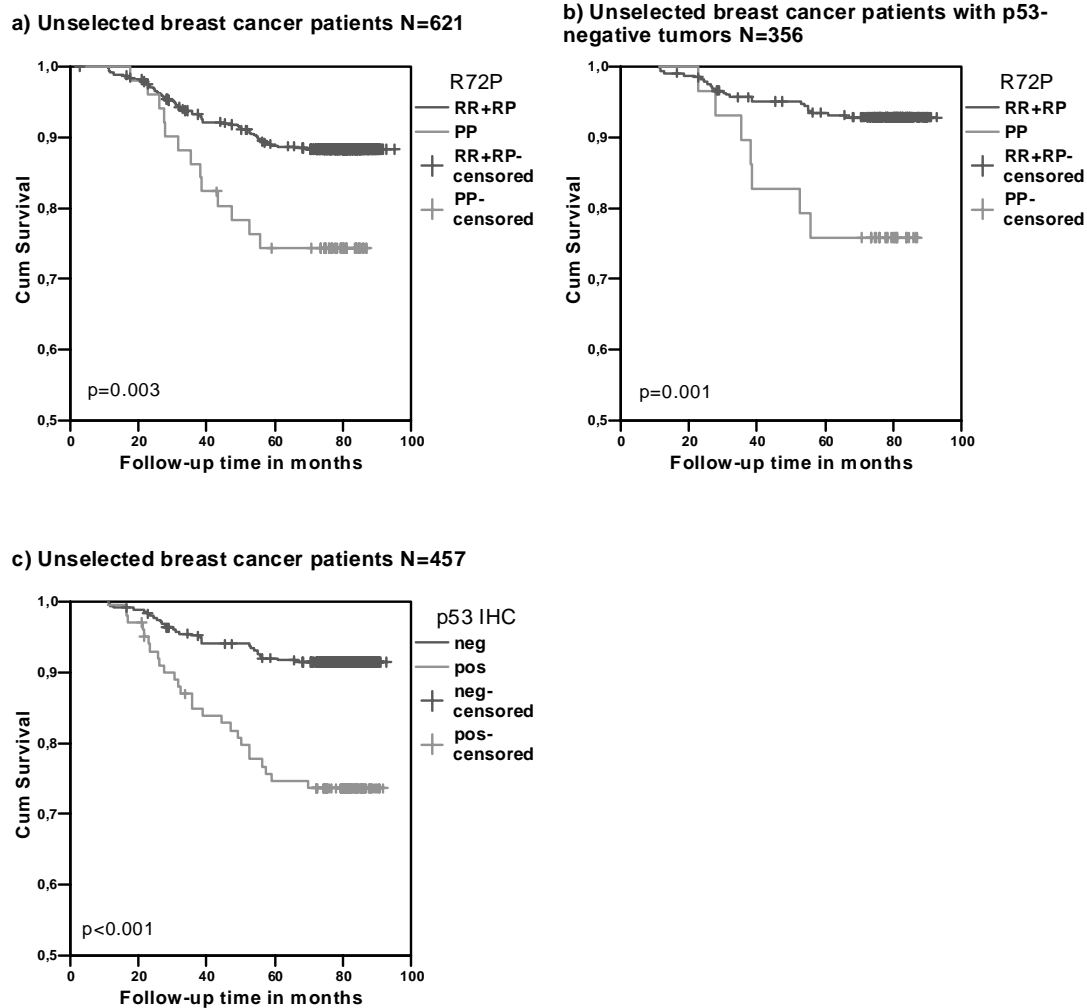 a) Unselected breast cancer patients N=621
1,0
0,9
0,8
0,7
0,6
0,5
Cum Survival
p=0.003
0 20 40 60 80 100
Follow-up time in months
R72P
RR+RP
PP
RR+RP-
censored
PP-
censored
b) Unselected breast cancer patients with p53-
negative tumors N=356
1,0
0,9
0,8
0,7
0,6
0,5
Cum Survival
p=0.001
0 20 40 60 80 100
Follow-up time in months
R72P
RR+RP
PP
RR+RP-
censored
PP-
censored
c) Unselected breast cancer patients N=457
1,0
0,9
0,8
0,7
0,6
0,5
Cum Survival
p<0.001
0 20 40 60 80 100
Follow-up time in months
p53 IHC
neg
pos
neg-
censored
pos-
censored